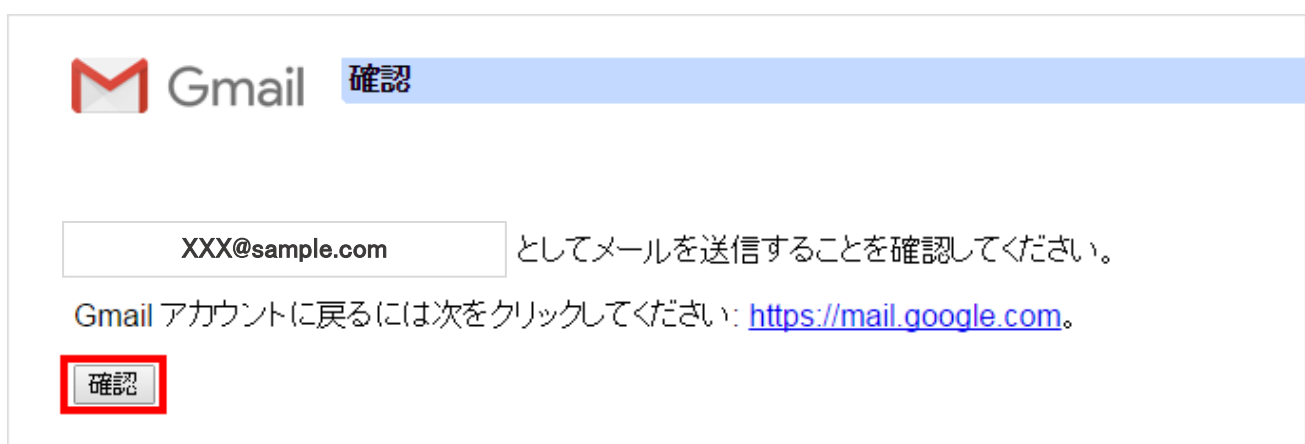 Gmail 確認
XXX@sample.com としてメールを送信することを確認してください。
Gmail アカウントに戻るには次をクリックしてください: https://mail.google.com。
確認